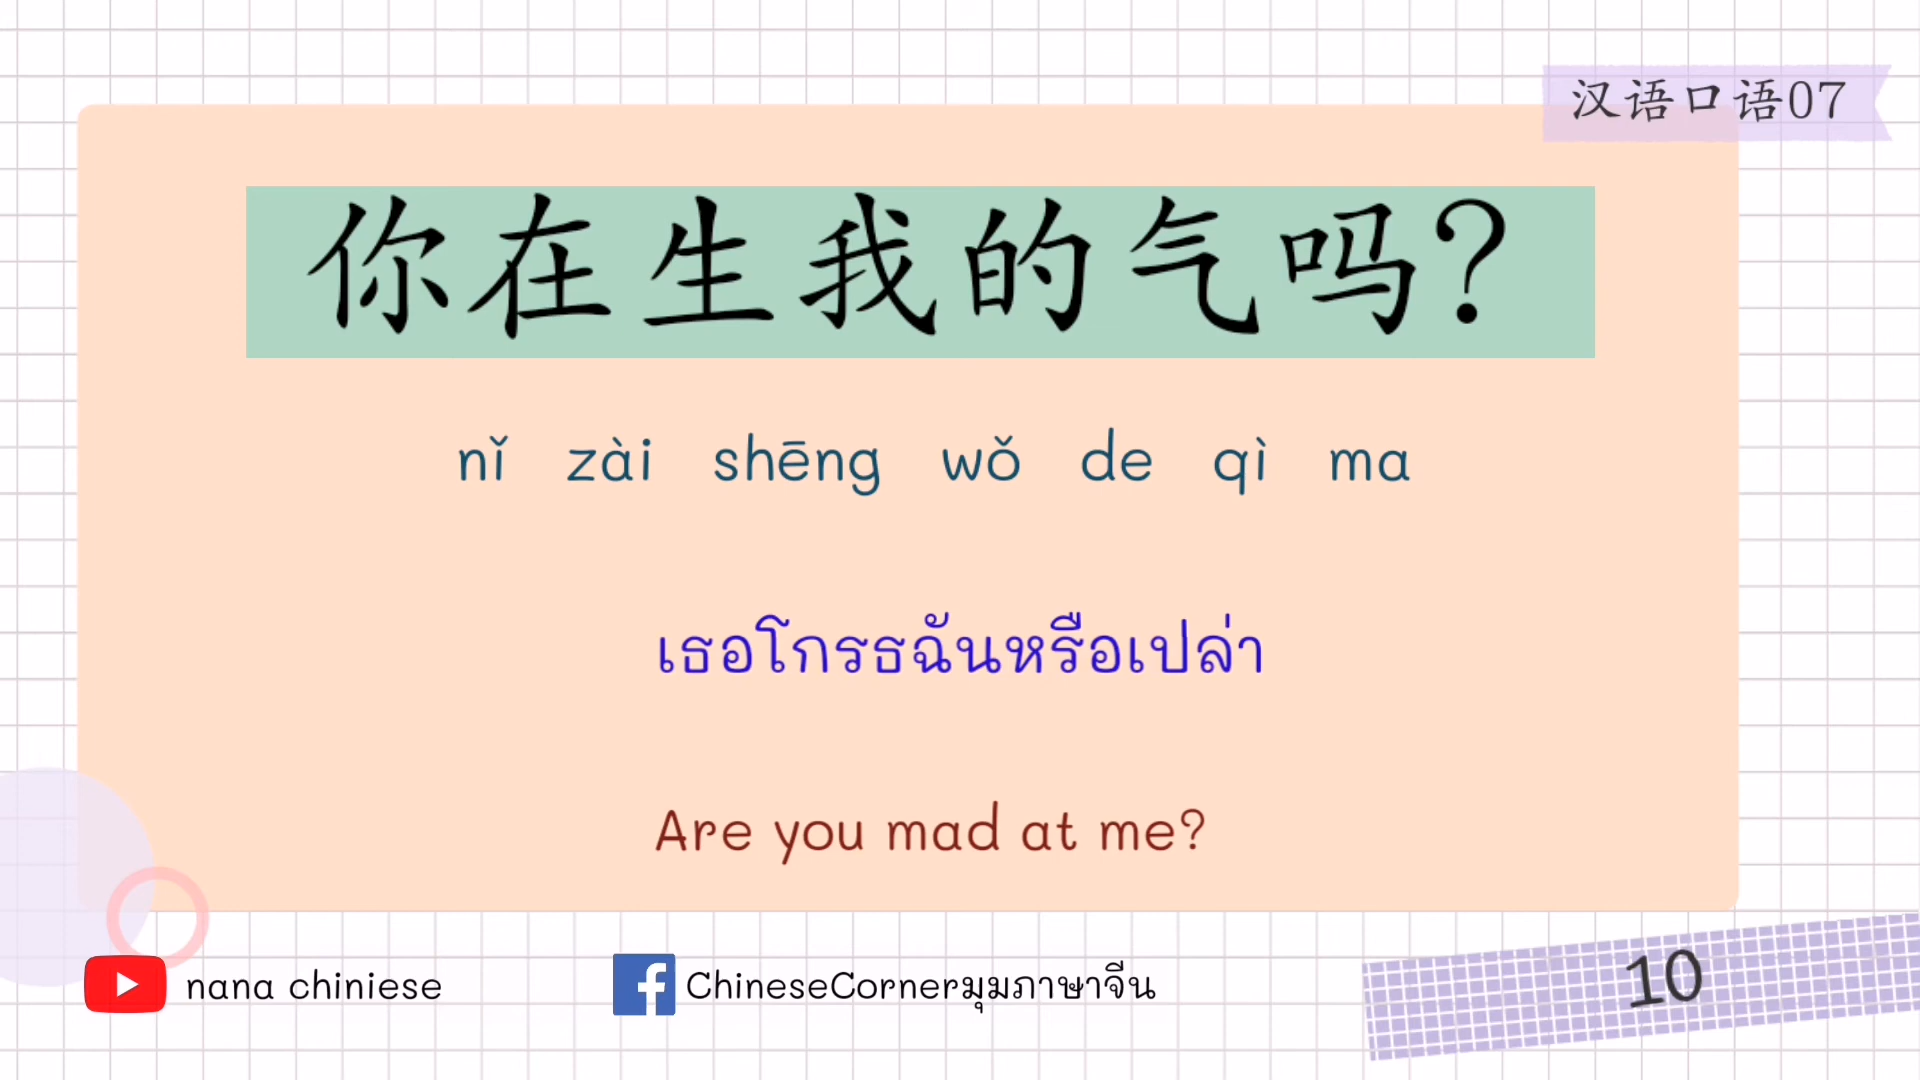 汉语口语07
你在生我的气吗?
nǐ zài shēng wǒ de qì ma
เธอโกรธฉันหรือเปล่า
Are you mad at me?
nana chiniese
ChineseCornerมุมภาษาจีน
10